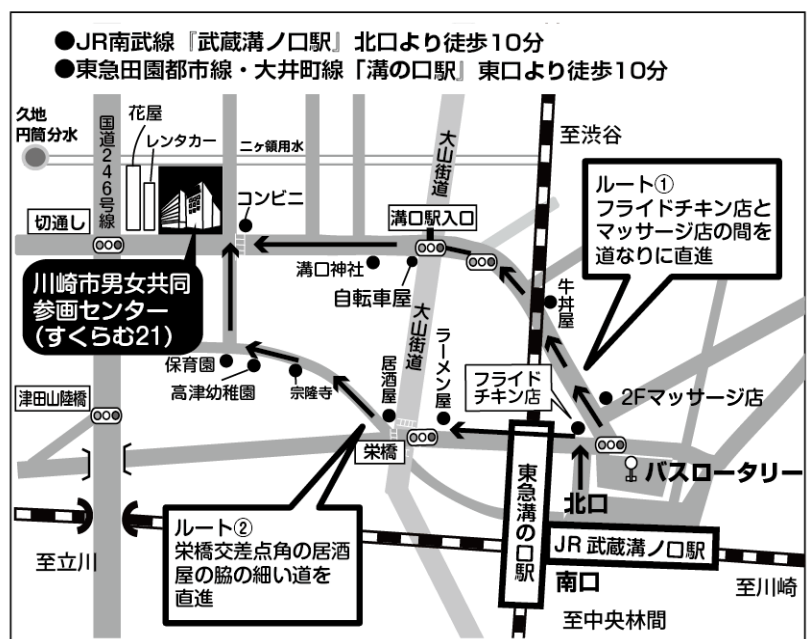 ●JR南武線『武蔵溝ノ口駅』北口より徒歩10分
●東急田園都市線・大井町線「溝の口駅』東口より徒歩10分
久地
円筒分水
国道246号線
花屋
レンタカー
二ヶ領用水
大山街道
至渋谷
ルート①
フライドチキン店と
マッサージ店の間を
道なりに直進
コンビニ
切通し
溝口駅入口
溝口神社
自転車屋
牛丼屋
川崎市男女共同
参画センター
(すくらむ21)
大山街道
ラーメン屋
居酒屋
保育園
高津幼稚園
宗隆寺
フライド
チキン店
2Fマッサージ店
津田山陸橋
栄橋
バスロータリー
北口
東急溝の口駅
ルート②
栄橋交差点角の居酒
屋の脇の細い道を
直進
JR 武蔵溝ノ口駅
南口
至立川
至川崎
至中央林間